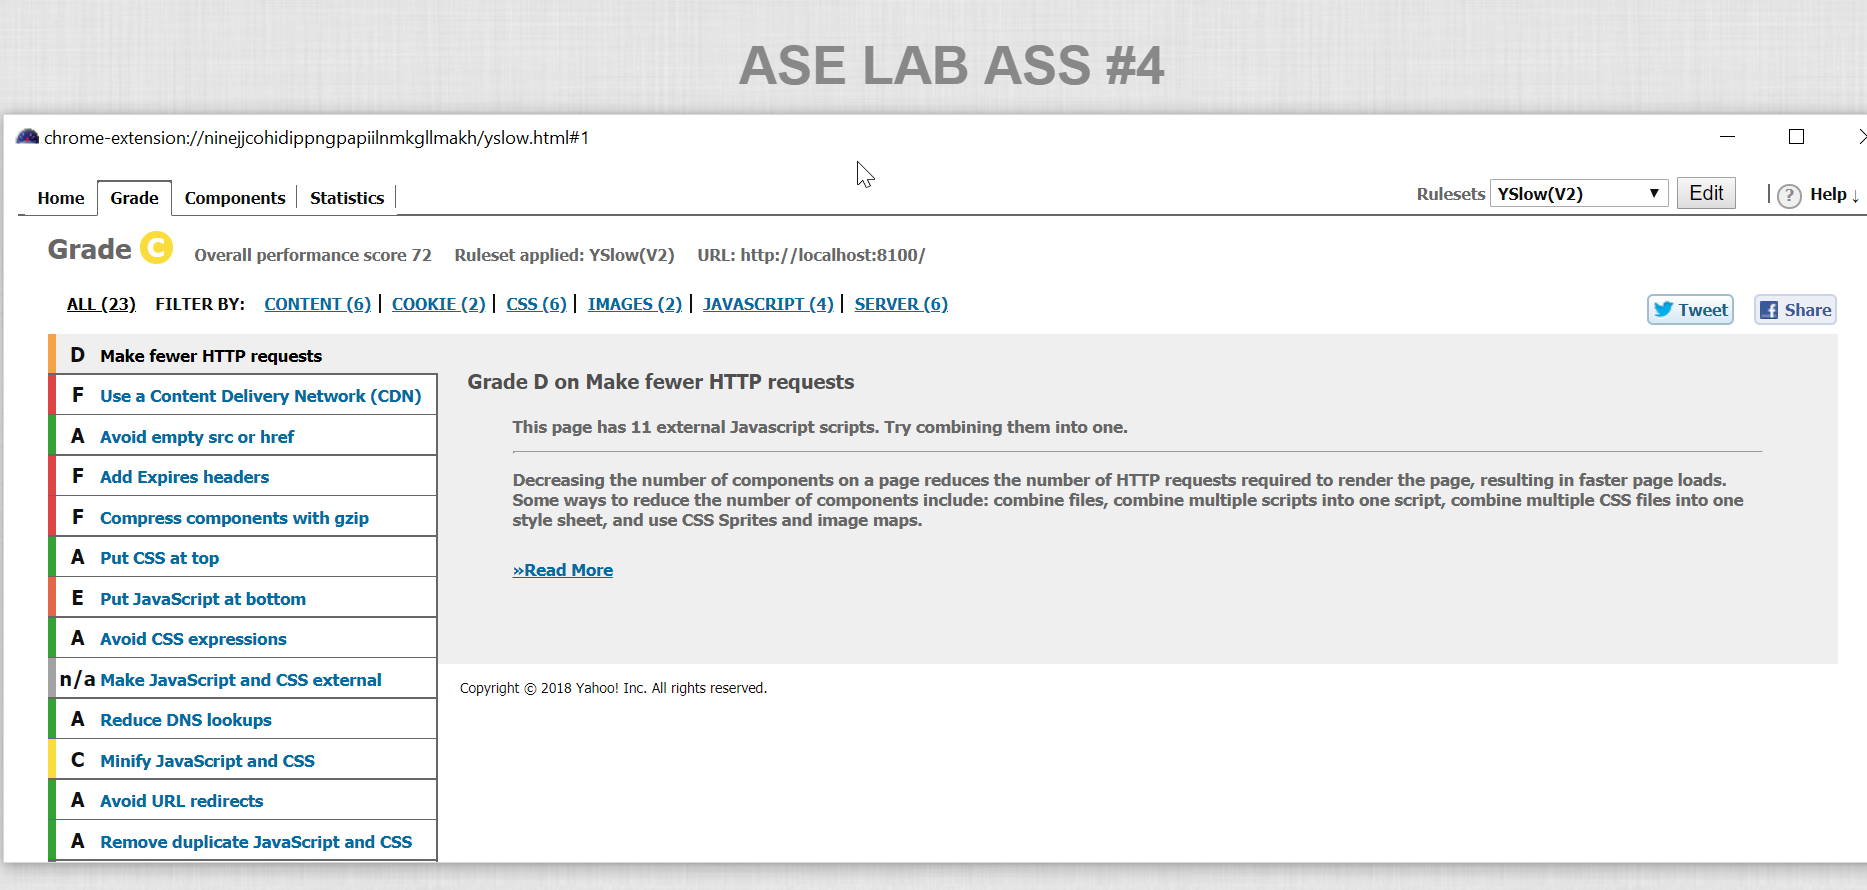 ASE LAB ASS #4
chrome-extension://ninejjcohidippngpapiilnmkgllmakh/yslow.html#1
Home Grade Components Statistics Rulesets YSlow(V2) Edit ? Help ↓
Grade C Overall performance score 72 Ruleset applied: YSlow(V2) URL: http://localhost:8100/
ALL (23) FILTER BY: CONTENT (6) | COOKIE (2) | CSS (6) | IMAGES (2) | JAVASCRIPT (4) | SERVER (6)
Tweet Share
D Make fewer HTTP requests
F Use a Content Delivery Network (CDN)
A Avoid empty src or href
F Add Expires headers
F Compress components with gzip
A Put CSS at top
E Put JavaScript at bottom
A Avoid CSS expressions
n/a Make JavaScript and CSS external
A Reduce DNS lookups
C Minify JavaScript and CSS
A Avoid URL redirects
A Remove duplicate JavaScript and CSS
Grade D on Make fewer HTTP requests
This page has 11 external Javascript scripts. Try combining them into one.
Decreasing the number of components on a page reduces the number of HTTP requests required to render the page, resulting in faster page loads.
Some ways to reduce the number of components include: combine files, combine multiple scripts into one script, combine multiple CSS files into one
style sheet, and use CSS Sprites and image maps.
»Read More
Copyright © 2018 Yahoo! Inc. All rights reserved.